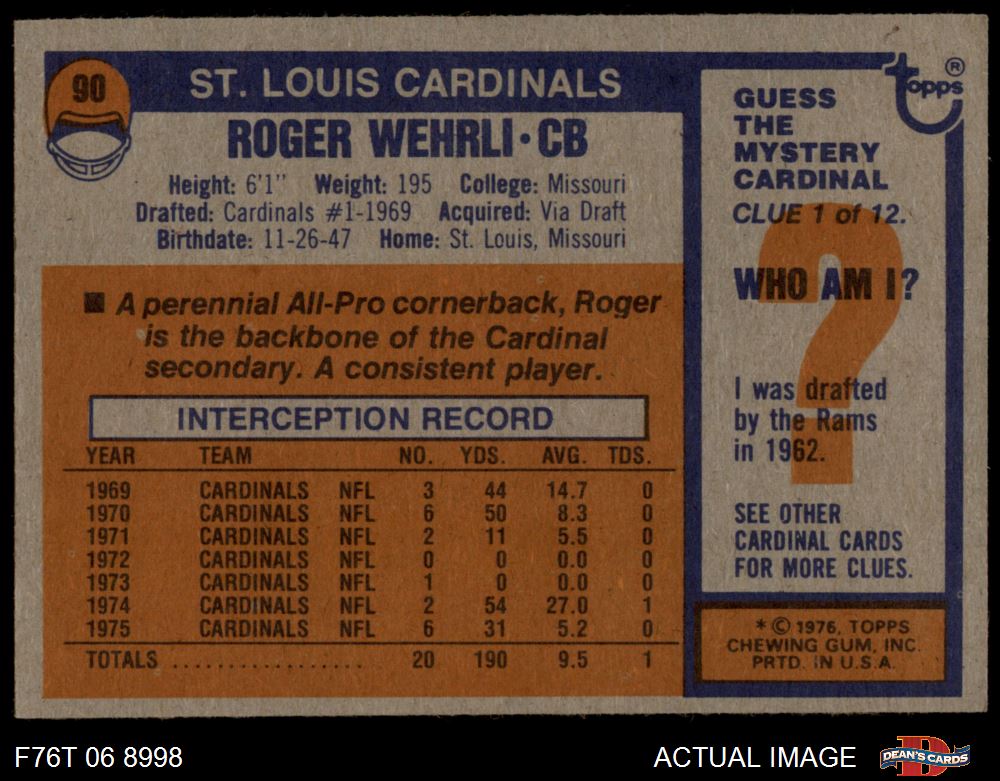 90
ST. LOUIS CARDINALS
ROGER WEHRLI • CB
Height: 6'1" Weight: 195 College: Missouri
Drafted: Cardinals #1-1969 Acquired: Via Draft
Birthdate: 11-26-47 Home: St. Louis, Missouri
■ A perennial All-Pro cornerback, Roger
is the backbone of the Cardinal
secondary. A consistent player.
INTERCEPTION RECORD
YEAR TEAM NO. YDS. AVG. TDS.
1969 CARDINALS NFL 3 44 14.7 0
1970 CARDINALS NFL 6 50 8.3 0
1971 CARDINALS NFL 2 11 5.5 0
1972 CARDINALS NFL 0 0 0.0 0
1973 CARDINALS NFL 1 0 0.0 0
1974 CARDINALS NFL 2 54 27.0 1
1975 CARDINALS NFL 6 31 5.2 0
TOTALS .................. 20 190 9.5 1
topps ®
GUESS
THE
MYSTERY
CARDINAL
CLUE 1 of 12.
?
WHO AM I?
I was drafted
by the Rams
in 1962.
SEE OTHER
CARDINAL CARDS
FOR MORE CLUES.
* © 1976, TOPPS
CHEWING GUM, INC.
PRTD. IN U.S.A.
F76T 06 8998
ACTUAL IMAGE
D
DEAN'S CARDS